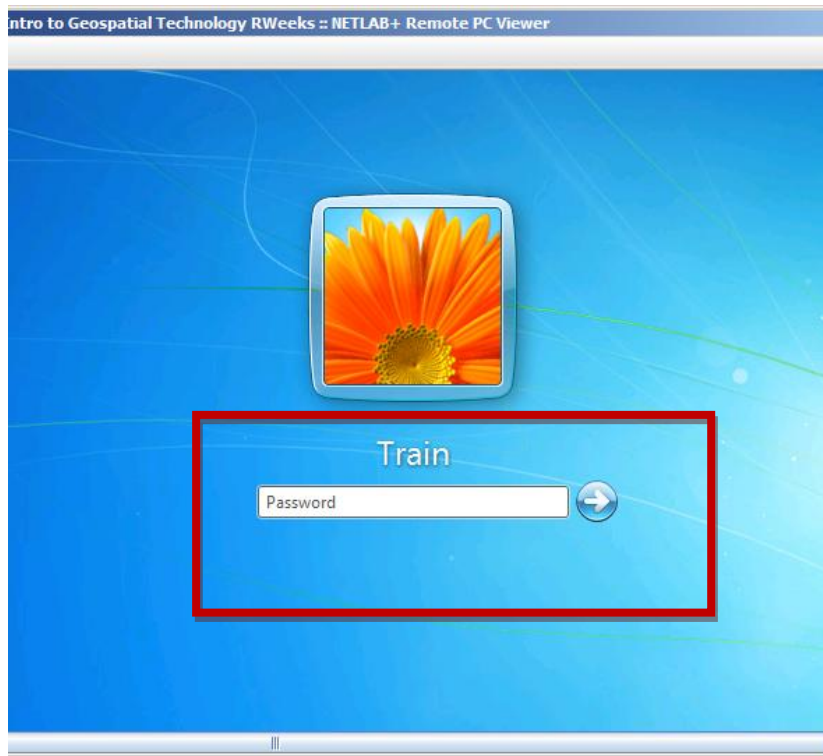 ntro to Geospatial Technology RWeeks :: NETLAB+ Remote PC Viewer
Train
Password